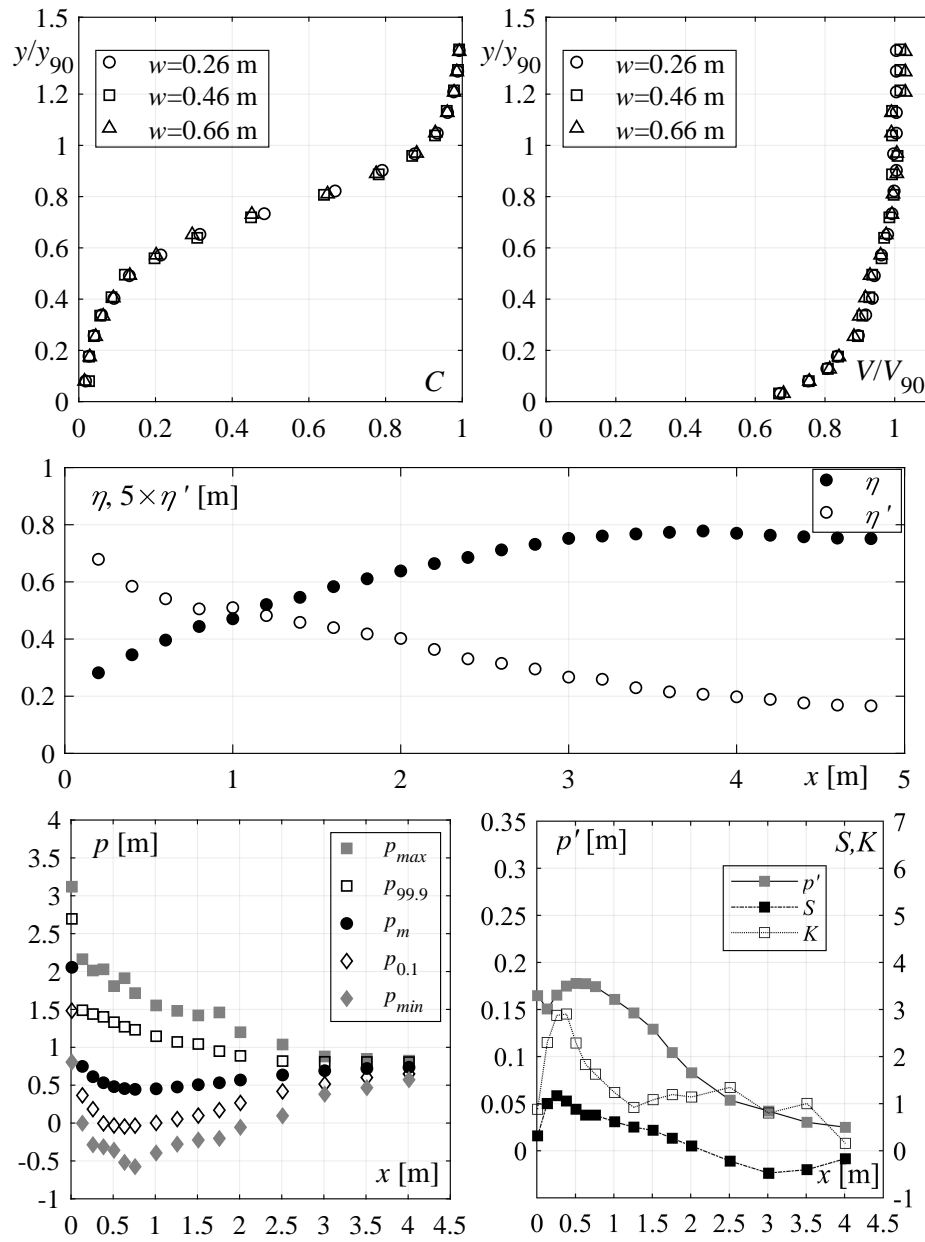 1.5
y/y90
1.2
1
0.8
0.6
0.4
0.2
0
w=0.26 m
w=0.46 m
w=0.66 m
C
0 0.2 0.4 0.6 0.8 1
1.5
y/y90
1.2
1
0.8
0.6
0.4
0.2
0
w=0.26 m
w=0.46 m
w=0.66 m
V/V90
0 0.2 0.4 0.6 0.8 1
1
0.8
0.6
0.4
0.2
0
η, 5×η ' [m]
η
η'
0 1 2 3 4 5
x [m]
4
3.5
3
2.5
2
1.5
1
0.5
0
-0.5
-1
p [m]
pmax
p99.9
pm
p0.1
pmin
x [m]
0 0.5 1 1.5 2 2.5 3 3.5 4 4.5
0.35
0.3
0.25
0.2
0.15
0.1
0.05
0
p' [m]
S,K
p'
S
K
7
6
5
4
3
2
1
0
-1
x [m]
0 0.5 1 1.5 2 2.5 3 3.5 4 4.5